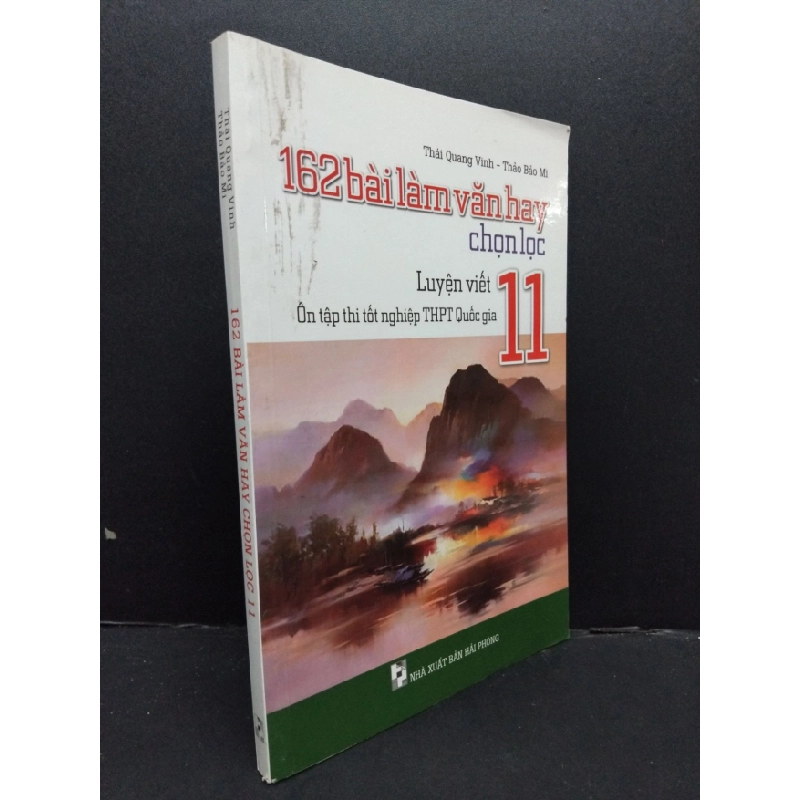 Thái Quang Vinh - Thảo Bảo Mi
162 bài làm văn hay
chọn lọc
Luyện viết
Ôn tập thi tốt nghiệp THPT Quốc gia
11
NHÀ XUẤT BẢN HẢI PHÒNG
Thái Quang Vinh
Thảo Bảo Mi
162 BÀI LÀM VĂN HAY CHỌN LỌC 11